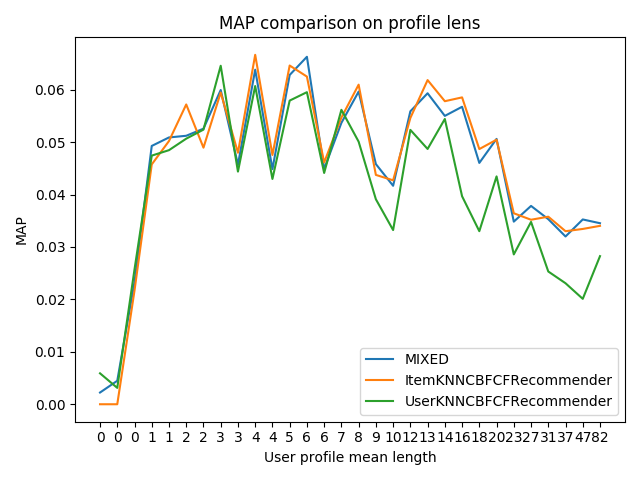 MAP comparison on profile lens
0.06
0.05
0.04
0.03
0.02
0.01
0.00
MAP
MIXED
ItemKNNCBFCFRecommender
UserKNNCBFCFRecommender
0 0 0 1 1 2 2 3 3 4 4 5 6 6 7 8 9 10 12 13 14 16 18 20 23 27 31 37 47 82
User profile mean length